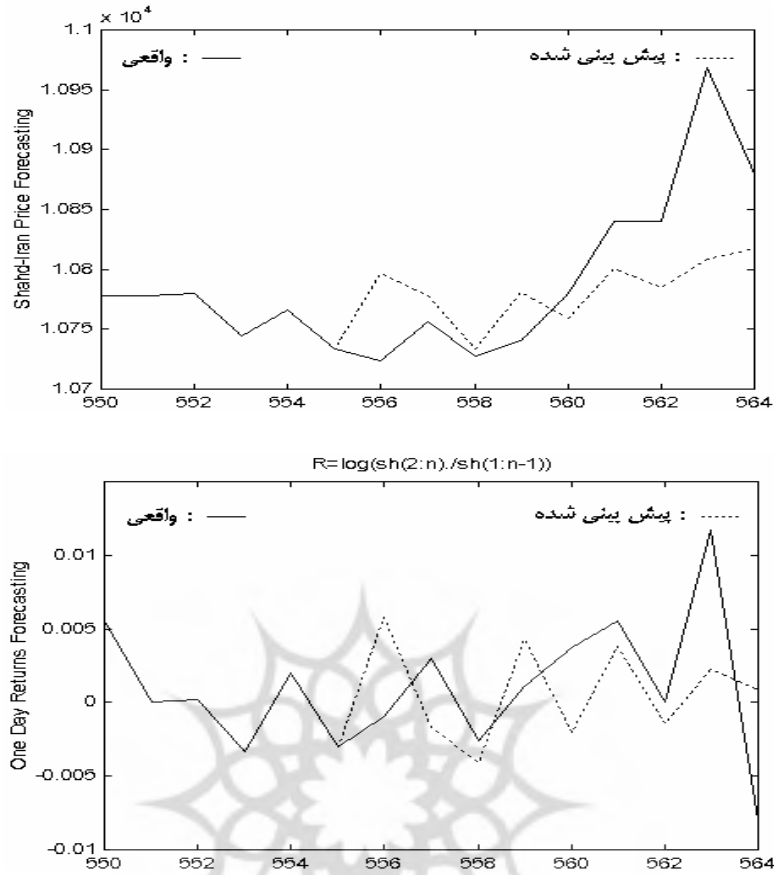 × 10⁴
1.1
واقعی : —
پیش بینی شده : ------
1.095
1.09
1.085
1.08
1.075
1.07
Shahd-Iran Price Forecasting
550 552 554 556 558 560 562 564
R=log(sh(2:n)./sh(1:n-1))
واقعی : —
پیش بینی شده : ------
0.01
0.005
0
-0.005
-0.01
One Day Returns Forecasting
550 552 554 556 558 560 562 564